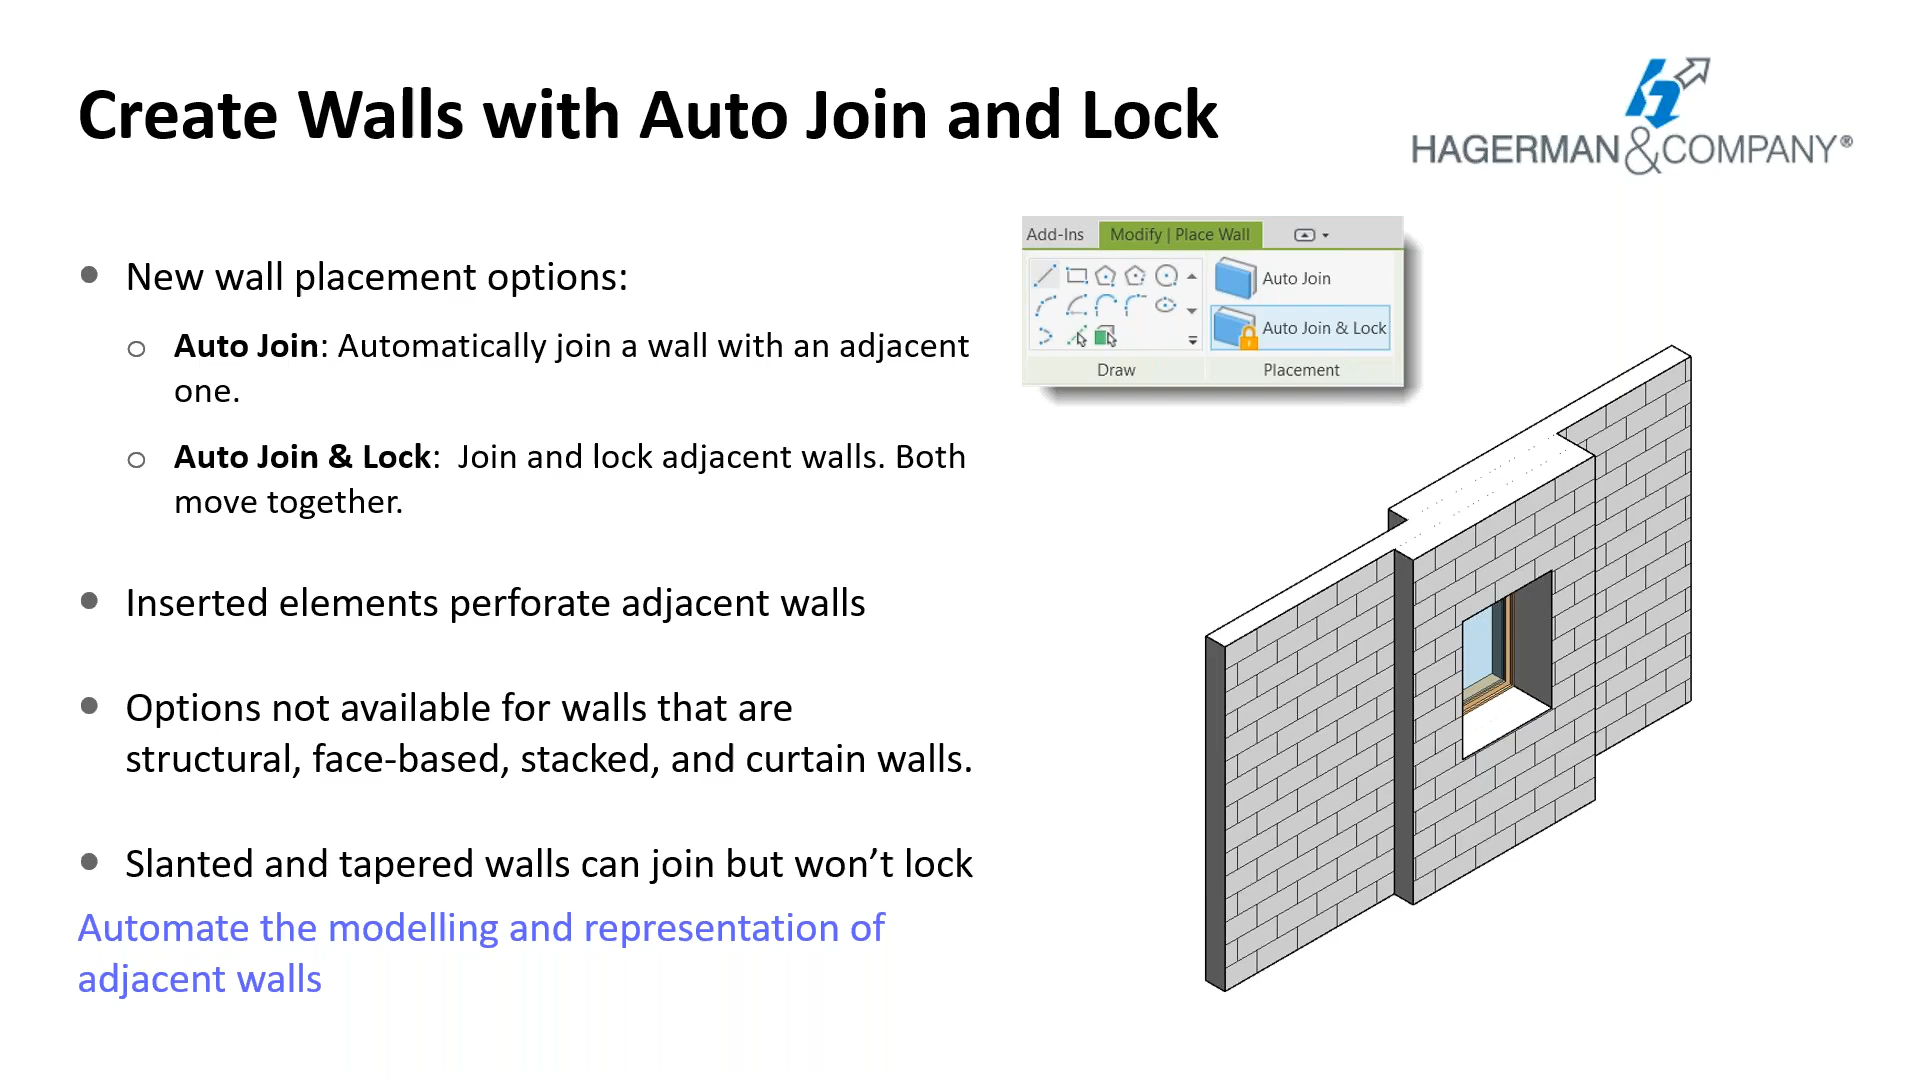 Create Walls with Auto Join and Lock
HAGERMAN&COMPANY®
New wall placement options:
Auto Join: Automatically join a wall with an adjacent
one.
Auto Join & Lock:  Join and lock adjacent walls. Both
move together.
Inserted elements perforate adjacent walls
Options not available for walls that are
structural, face-based, stacked, and curtain walls.
Slanted and tapered walls can join but won’t lock
Automate the modelling and representation of
adjacent walls
Add-Ins Modify | Place Wall
Auto Join
Auto Join & Lock
Draw Placement